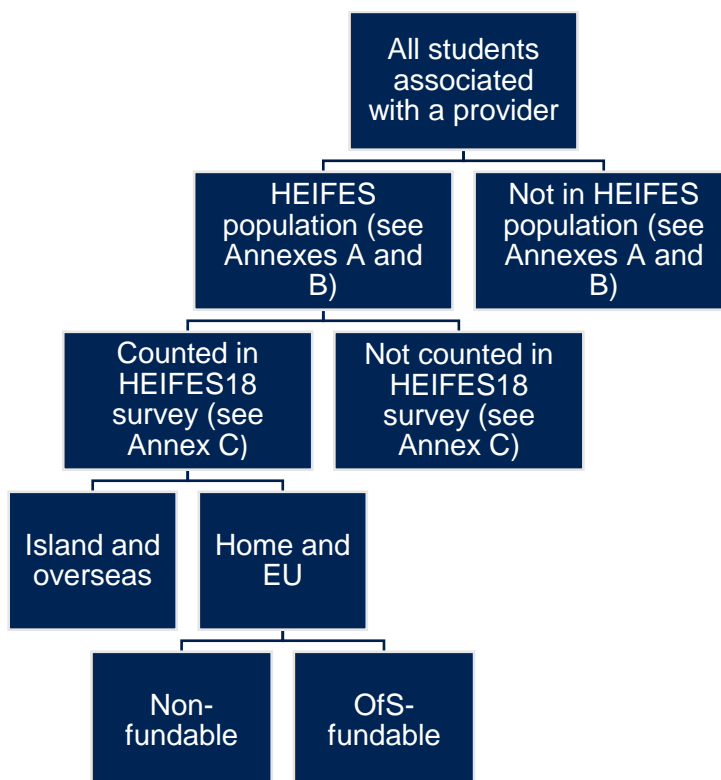 All students
associated
with a provider
HEIFES
population (see
Annexes A and
B)
Not in HEIFES
population (see
Annexes A and
B)
Counted in
HEIFES18
survey (see
Annex C)
Not counted in
HEIFES18
survey (see
Annex C)
Island and
overseas
Home and
EU
Non-
fundable
OfS-
fundable